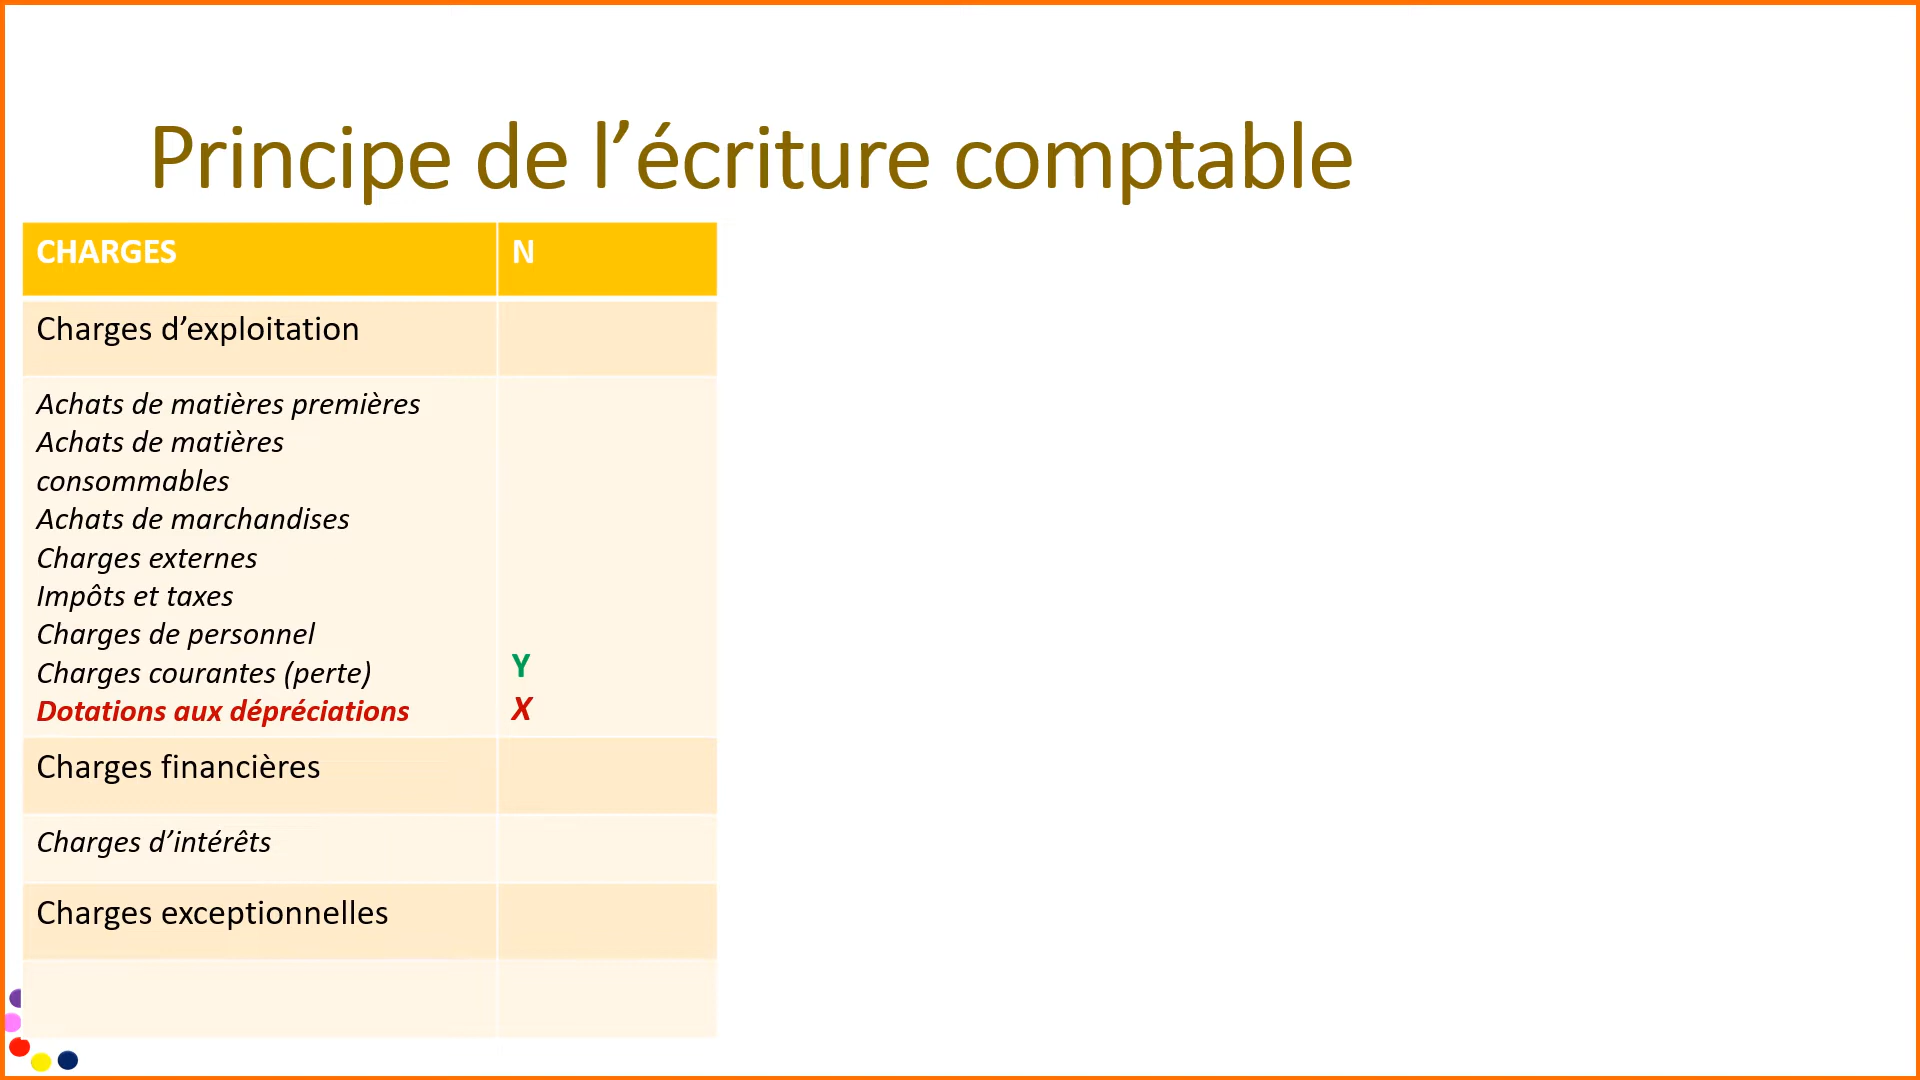 Principe de l’écriture comptable
CHARGES N
Charges d’exploitation
Achats de matières premières
Achats de matières
consommables
Achats de marchandises
Charges externes
Impôts et taxes
Charges de personnel
Charges courantes (perte) Y
Dotations aux dépréciations X
Charges financières
Charges d’intérêts
Charges exceptionnelles